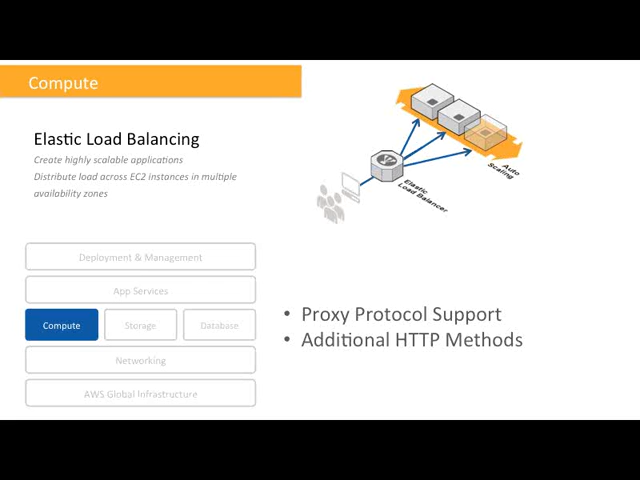 Compute
Elastic Load Balancing
Create highly scalable applications
Distribute load across EC2 instances in multiple
availability zones
Auto
Scaling
Elastic
Load Balancer
Deployment & Management
App Services
Compute
Storage
Database
Networking
AWS Global Infrastructure
• Proxy Protocol Support
• Additional HTTP Methods